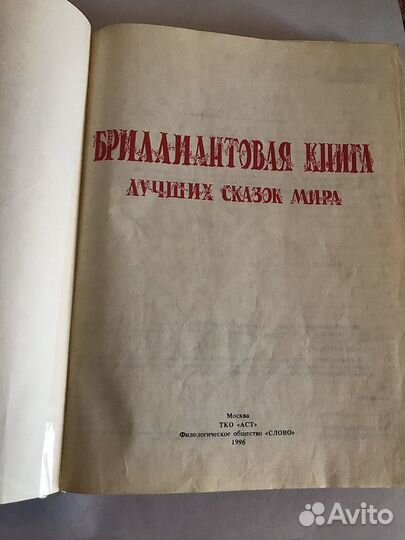 БРИЛЛИАНТОВАЯ КНИГА
ЛУЧШИХ СКАЗОК МИРА
Москва
ТКО «АСТ»
Филологическое общество «СЛОВО»
1996
Avito